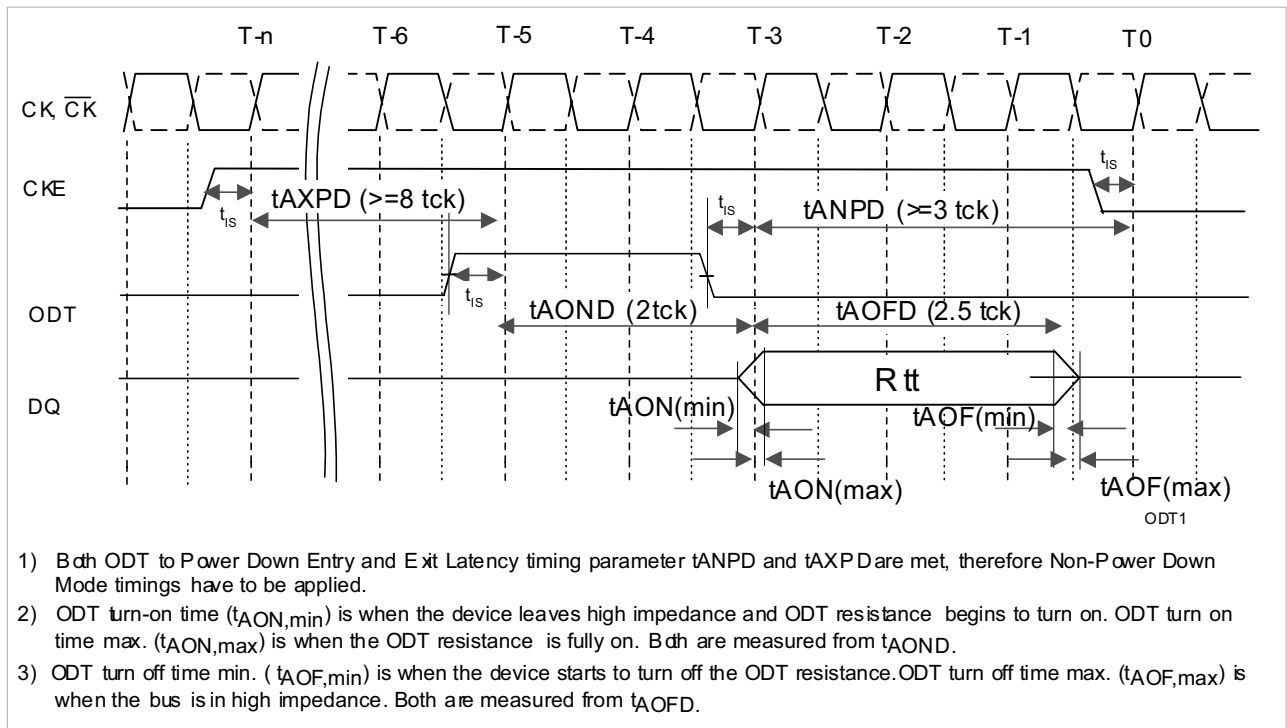 T-n T-6 T-5 T-4 T-3 T-2 T-1 T0
CK, CK
CKE
tIS
tAXPD (>=8 tck)
tIS
tANPD (>=3 tck)
tIS
tIS
ODT
tAOND (2tck)
tAOFD (2.5 tck)
Rtt
DQ
tAON(min)
tAOF(min)
tAON(max)
tAOF(max)
ODT1
1) Both ODT to Power Down Entry and Exit Latency timing parameter tANPD and tAXPD are met, therefore Non-Power Down
Mode timings have to be applied.
2) ODT turn-on time (tAON,min) is when the device leaves high impedance and ODT resistance begins to turn on. ODT turn on
time max. (tAON,max) is when the ODT resistance is fully on. Both are measured from tAOND.
3) ODT turn off time min. ( tAOF,min) is when the device starts to turn off the ODT resistance.ODT turn off time max. (tAOF,max) is
when the bus is in high impedance. Both are measured from tAOFD.